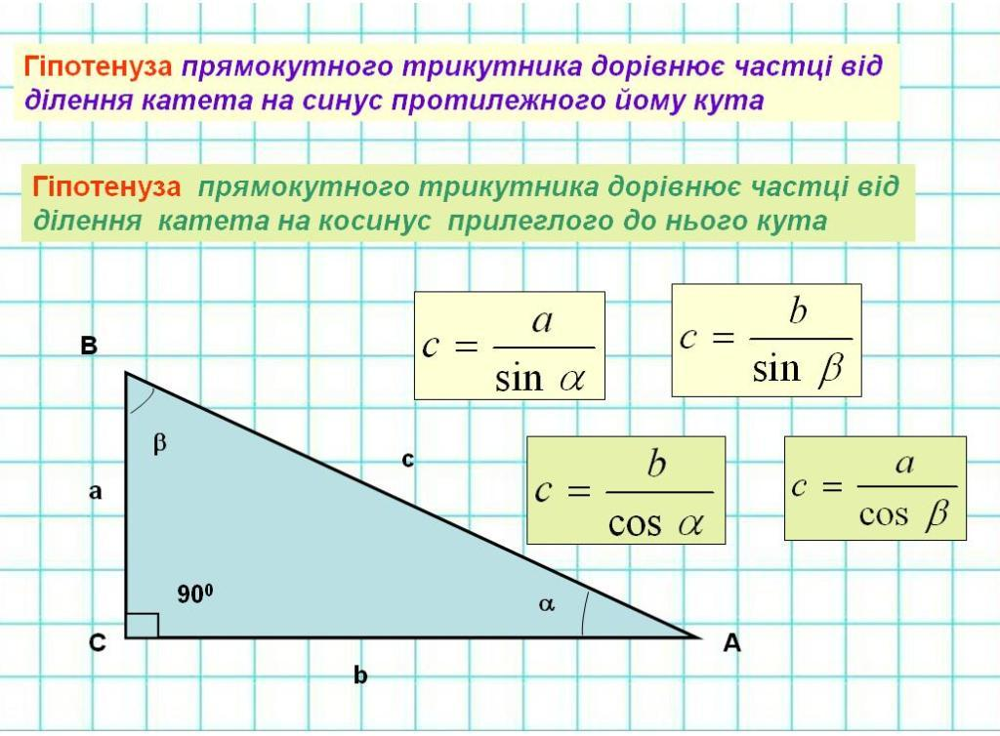 Гіпотенуза прямокутного трикутника дорівнює частці від
ділення катета на синус протилежного йому кута
Гіпотенуза прямокутного трикутника дорівнює частці від
ділення катета на косинус прилеглого до нього кута
c = a / sin α
c = b / sin β
B
β
c
a
c = b / cos α
c = a / cos β
90⁰
α
C
A
b